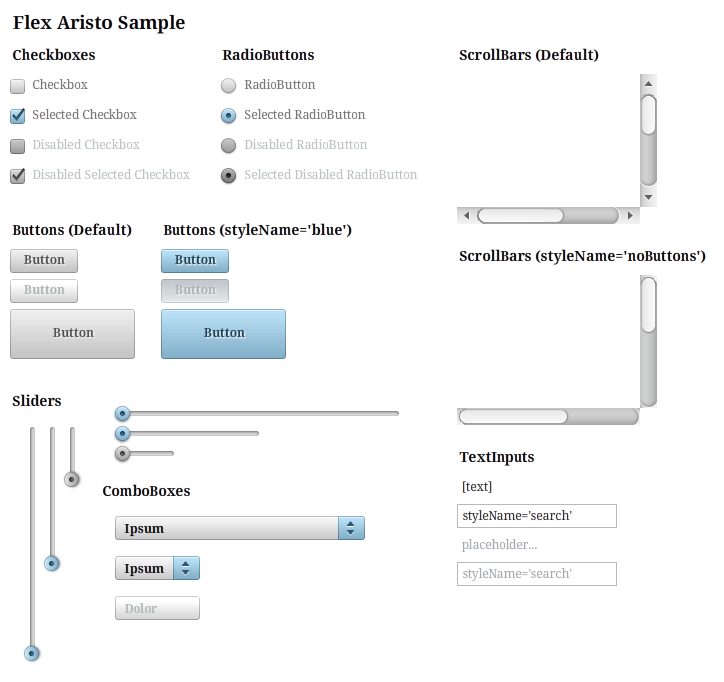 Flex Aristo Sample
Checkboxes
Checkbox
Selected Checkbox
Disabled Checkbox
Disabled Selected Checkbox
RadioButtons
RadioButton
Selected RadioButton
Disabled RadioButton
Selected Disabled RadioButton
ScrollBars (Default)
Buttons (Default)
Button
Button
Button
Buttons (styleName='blue')
Button
Button
Button
ScrollBars (styleName='noButtons')
Sliders
ComboBoxes
Ipsum
Ipsum
Dolor
TextInputs
[text]
styleName='search'
placeholder...
styleName='search'